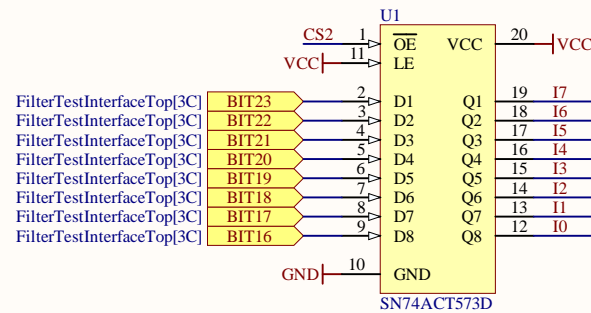 U1
CS2 1 OE VCC 20 VCC
VCC 11 LE
FilterTestInterfaceTop[3C] BIT23 2 D1 Q1 19 I7
FilterTestInterfaceTop[3C] BIT22 3 D2 Q2 18 I6
FilterTestInterfaceTop[3C] BIT21 4 D3 Q3 17 I5
FilterTestInterfaceTop[3C] BIT20 5 D4 Q4 16 I4
FilterTestInterfaceTop[3C] BIT19 6 D5 Q5 15 I3
FilterTestInterfaceTop[3C] BIT18 7 D6 Q6 14 I2
FilterTestInterfaceTop[3C] BIT17 8 D7 Q7 13 I1
FilterTestInterfaceTop[3C] BIT16 9 D8 Q8 12 I0
GND 10 GND
SN74ACT573D